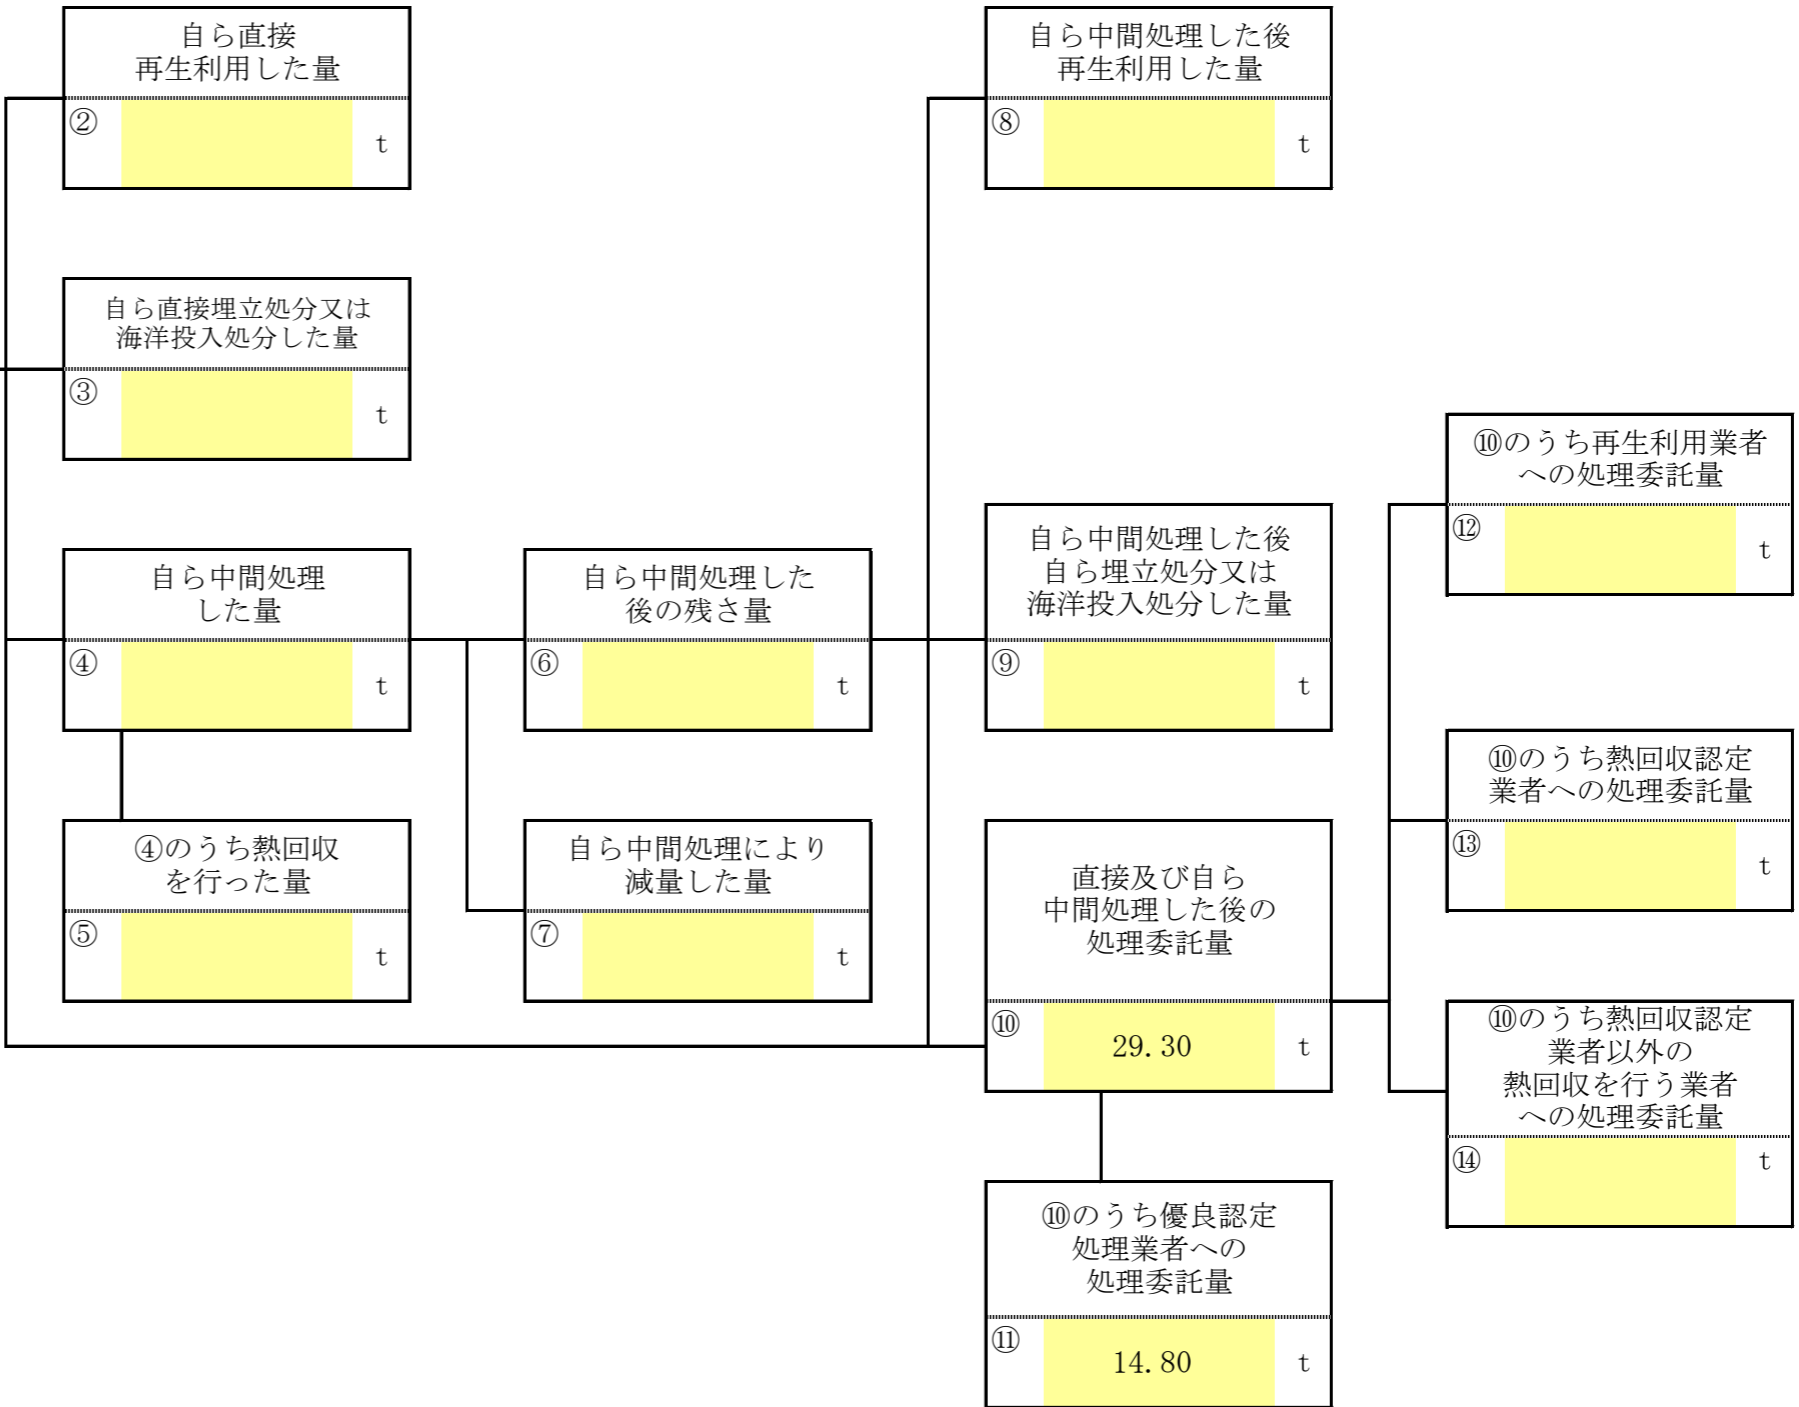 自ら直接
再生利用した量
②
t
自ら中間処理した後
再生利用した量
⑧
t
自ら直接埋立処分又は
海洋投入処分した量
③
t
⑩のうち再生利用業者
への処理委託量
⑫
t
自ら中間処理
した量
④
t
自ら中間処理した
後の残さ量
⑥
t
自ら中間処理した後
自ら埋立処分又は
海洋投入処分した量
⑨
t
⑩のうち熱回収認定
業者への処理委託量
⑬
t
④のうち熱回収
を行った量
⑤
t
自ら中間処理により
減量した量
⑦
t
直接及び自ら
中間処理した後の
処理委託量
⑩
29.30
t
⑩のうち熱回収認定
業者以外の
熱回収を行う業者
への処理委託量
⑭
t
⑩のうち優良認定
処理業者への
処理委託量
⑪
14.80
t